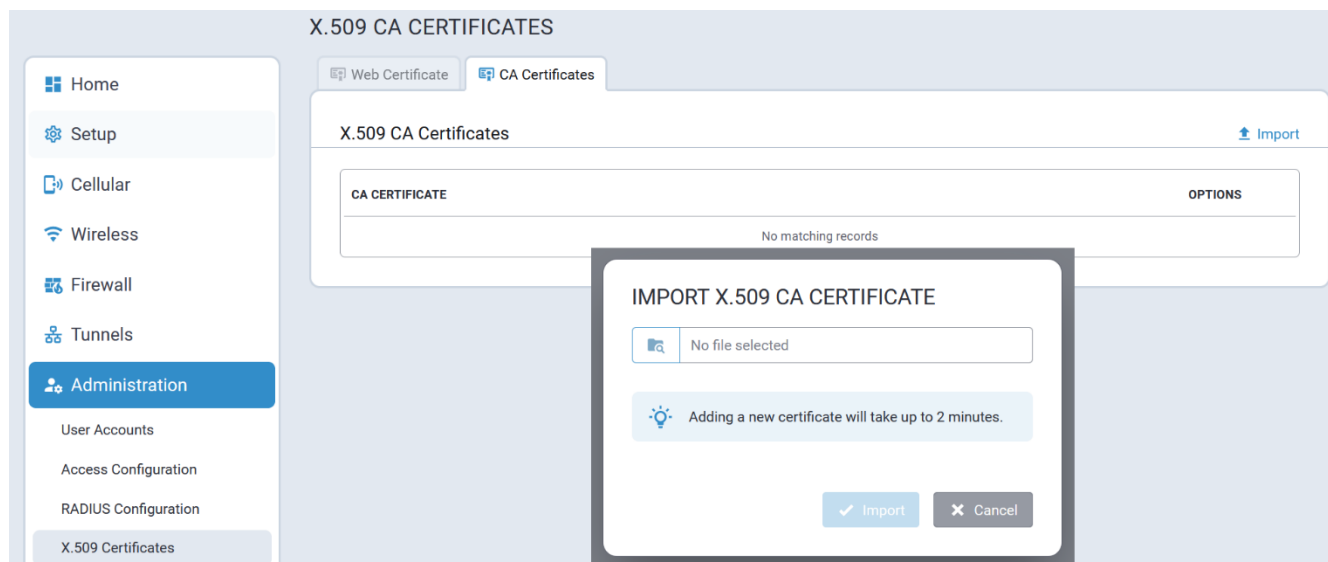 X.509 CA CERTIFICATES
Home
Setup
Cellular
Wireless
Firewall
Tunnels
Administration
User Accounts
Access Configuration
RADIUS Configuration
X.509 Certificates
Web Certificate
CA Certificates
X.509 CA Certificates
Import
CA CERTIFICATE
OPTIONS
No matching records
IMPORT X.509 CA CERTIFICATE
No file selected
Adding a new certificate will take up to 2 minutes.
Import
Cancel